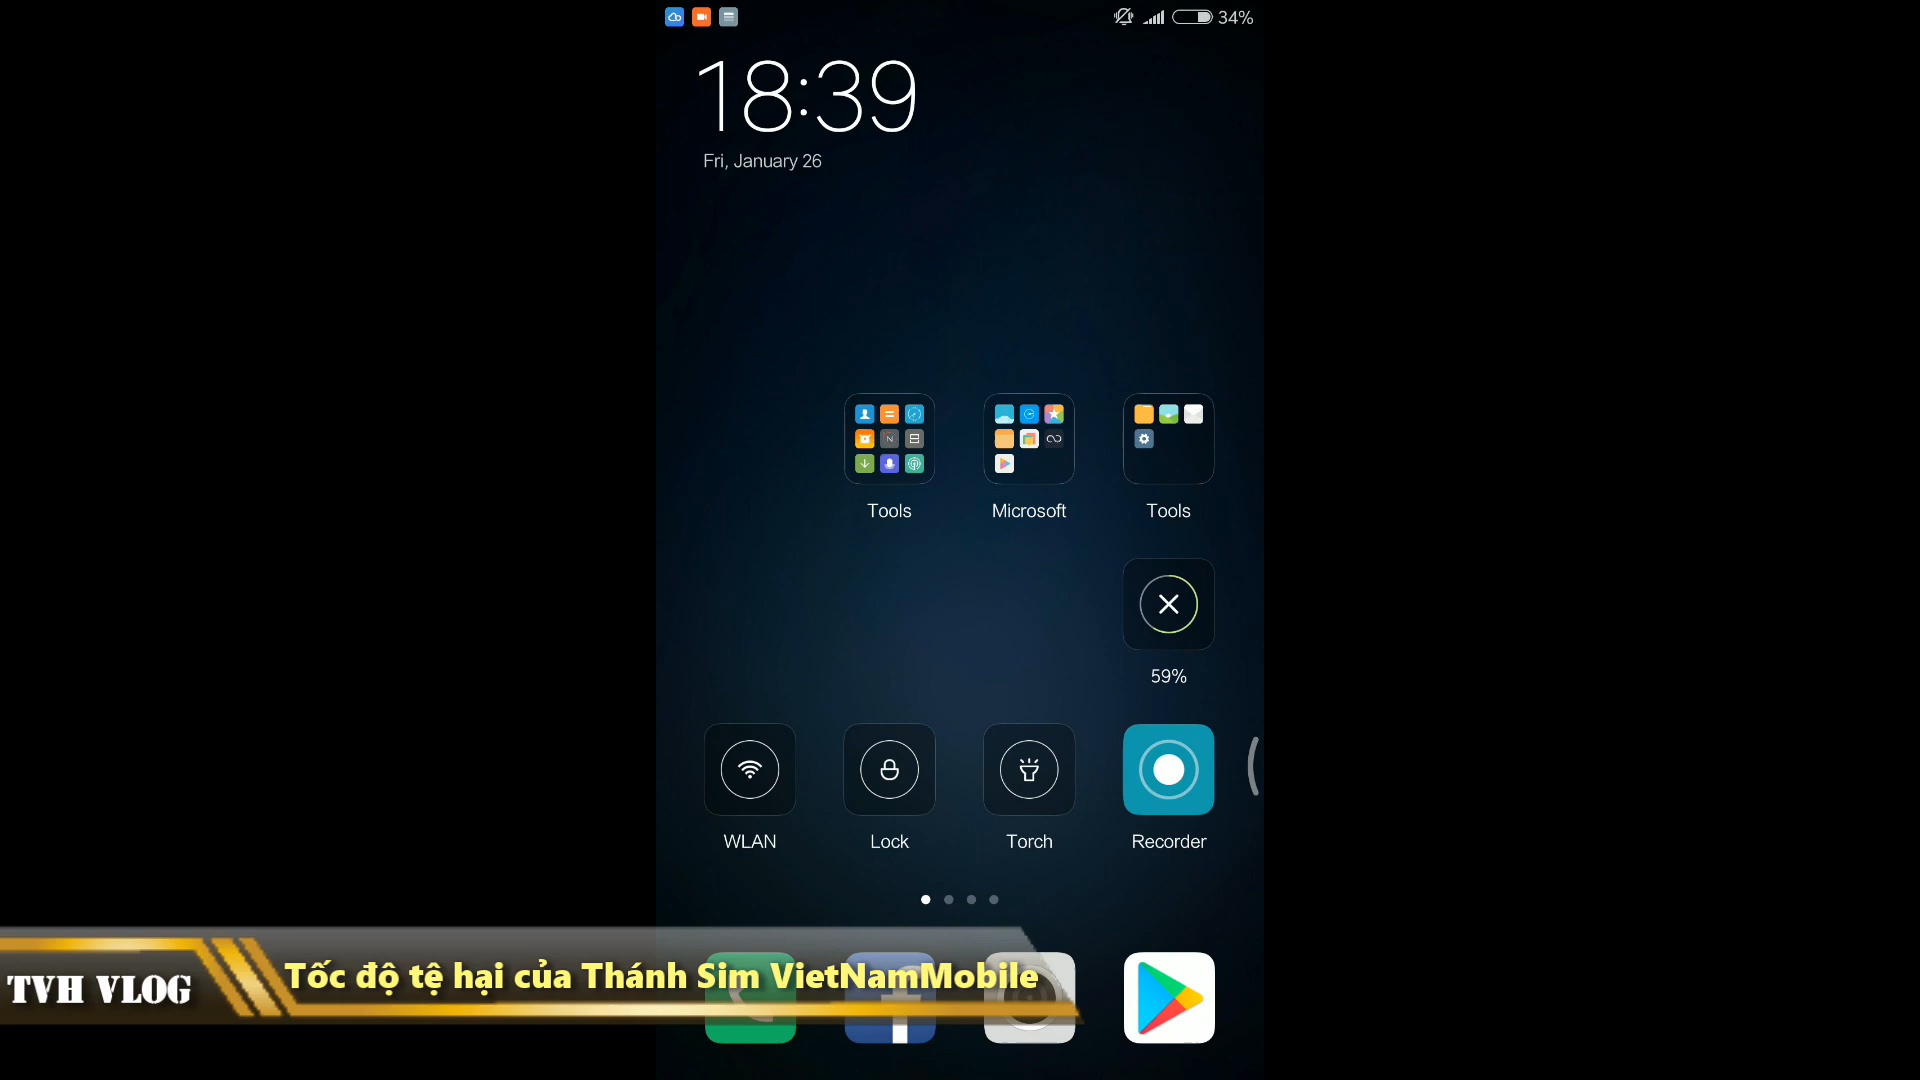 34%
18:39
Fri, January 26
Tools
Microsoft
Tools
59%
WLAN
Lock
Torch
Recorder
TVH VLOG
Tốc độ tệ hại của Thánh Sim VietNamMobile